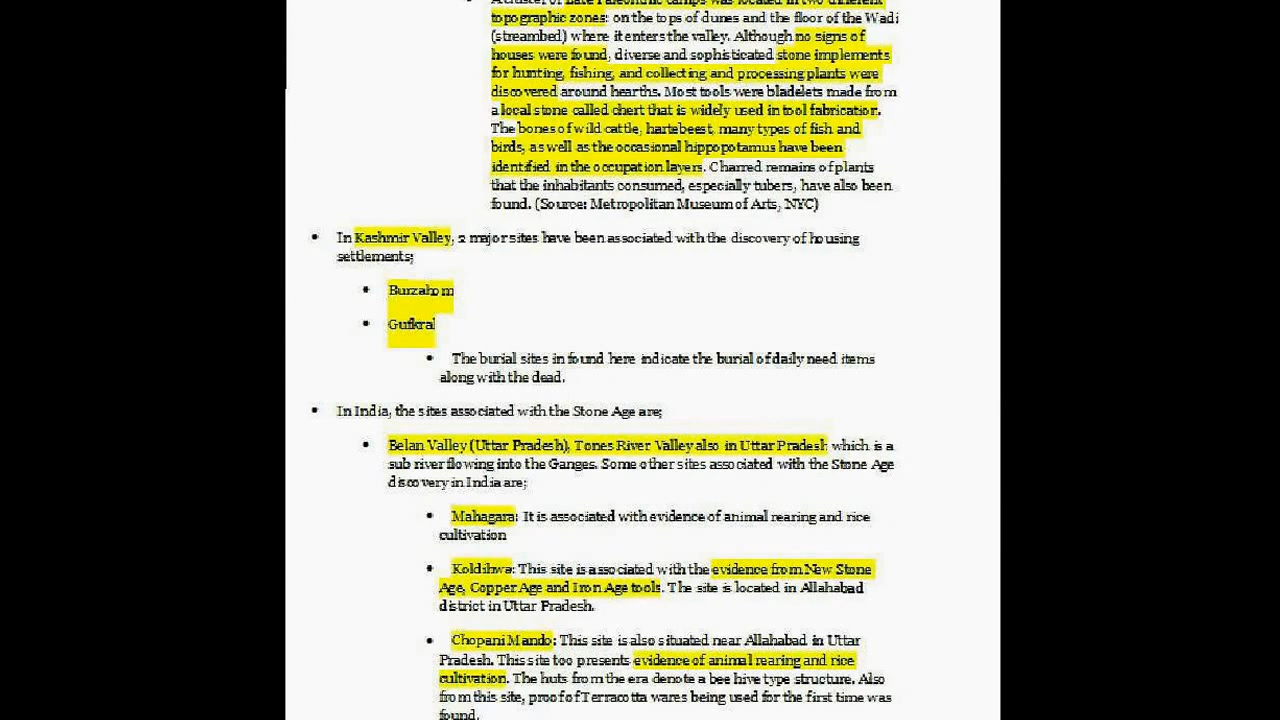 A cluster of Late Paleolithic camps was located in two different
topographic zones: on the tops of dunes and the floor of the Wadi
(streambed) where it enters the valley. Although no signs of
houses were found, diverse and sophisticated stone implements
for hunting, fishing, and collecting and processing plants were
discovered around hearths. Most tools were bladelets made from
a local stone called chert that is widely used in tool fabrication.
The bones of wild cattle, hartebeest, many types of fish and
birds, as well as the occasional hippopotamus have been
identified in the occupation layers. Charred remains of plants
that the inhabitants consumed, especially tubers, have also been
found. (Source: Metropolitan Museum of Arts, NYC)
In Kashmir Valley, 2 major sites have been associated with the discovery of housing
settlements;
Burzahom
Gufkral
The burial sites in found here indicate the burial of daily need items
along with the dead.
In India, the sites associated with the Stone Age are;
Belan Valley (Uttar Pradesh), Tones River Valley also in Uttar Pradesh which is a
sub river flowing into the Ganges. Some other sites associated with the Stone Age
discovery in India are;
Mahagara: It is associated with evidence of animal rearing and rice
cultivation
Koldihwa: This site is associated with the evidence from New Stone
Age, Copper Age and Iron Age tools. The site is located in Allahabad
district in Uttar Pradesh.
Chopani Mando: This site is also situated near Allahabad in Uttar
Pradesh. This site too presents evidence of animal rearing and rice
cultivation. The huts from the era denote a bee hive type structure. Also
from this site, proof of Terracotta wares being used for the first time was
found.